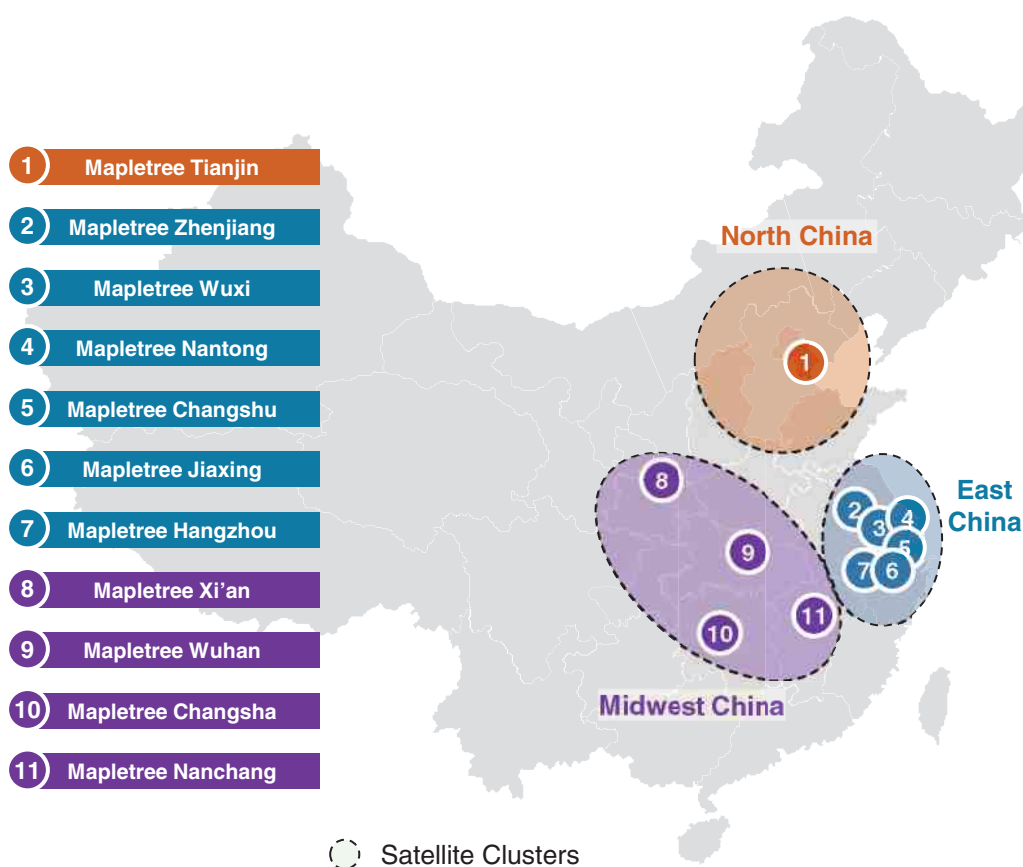 1 Mapletree Tianjin
2 Mapletree Zhenjiang
3 Mapletree Wuxi
4 Mapletree Nantong
5 Mapletree Changshu
6 Mapletree Jiaxing
7 Mapletree Hangzhou
8 Mapletree Xi’an
9 Mapletree Wuhan
10 Mapletree Changsha
11 Mapletree Nanchang
North China
1
East
China
2
3
4
5
7
6
8
9
10
11
Midwest China
Satellite Clusters